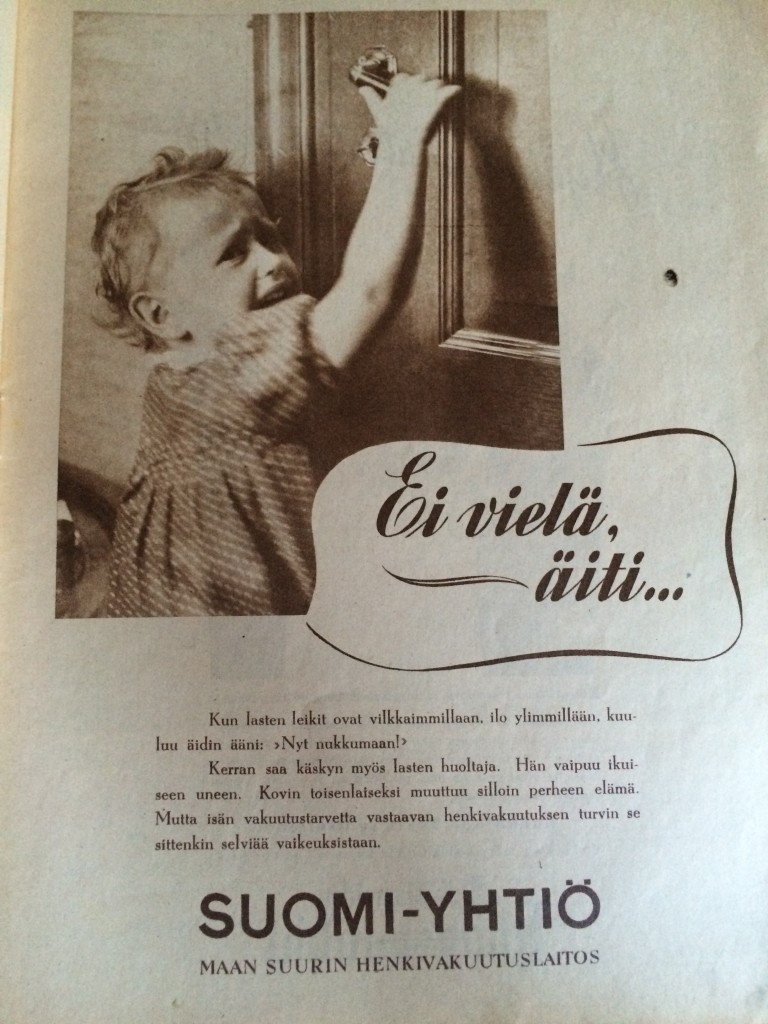 Ei vielä,
äiti...
Kun lasten leikit ovat vilkkaimmillaan, ilo ylimmillään, kuu-
luu äidin ääni: ›Nyt nukkumaan!›
Kerran saa käskyn myös lasten huoltaja. Hän vaipuu ikui-
seen uneen. Kovin toisenlaiseksi muuttuu silloin perheen elämä.
Mutta isän vakuutustarvetta vastaavan henkivakuutuksen turvin se
sittenkin selviää vaikeuksistaan.
SUOMI-YHTIÖ
MAAN SUURIN HENKIVAKUUTUSLAITOS